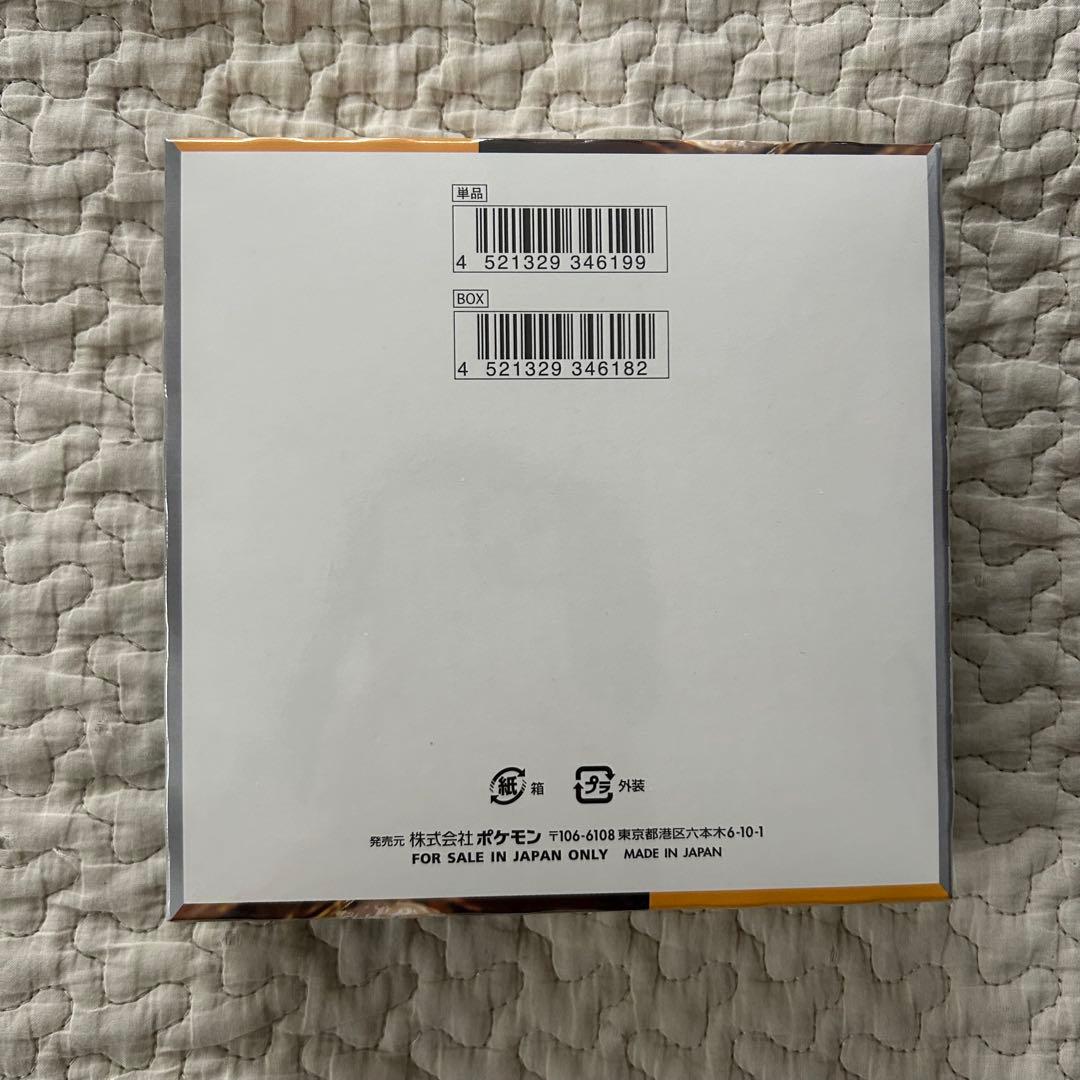 単品
4 521329 346199
BOX
4 521329 346182
紙 箱 プラ 外装
発売元 株式会社 ポケモン 〒106-6108 東京都港区六本木6-10-1
FOR SALE IN JAPAN ONLY MADE IN JAPAN